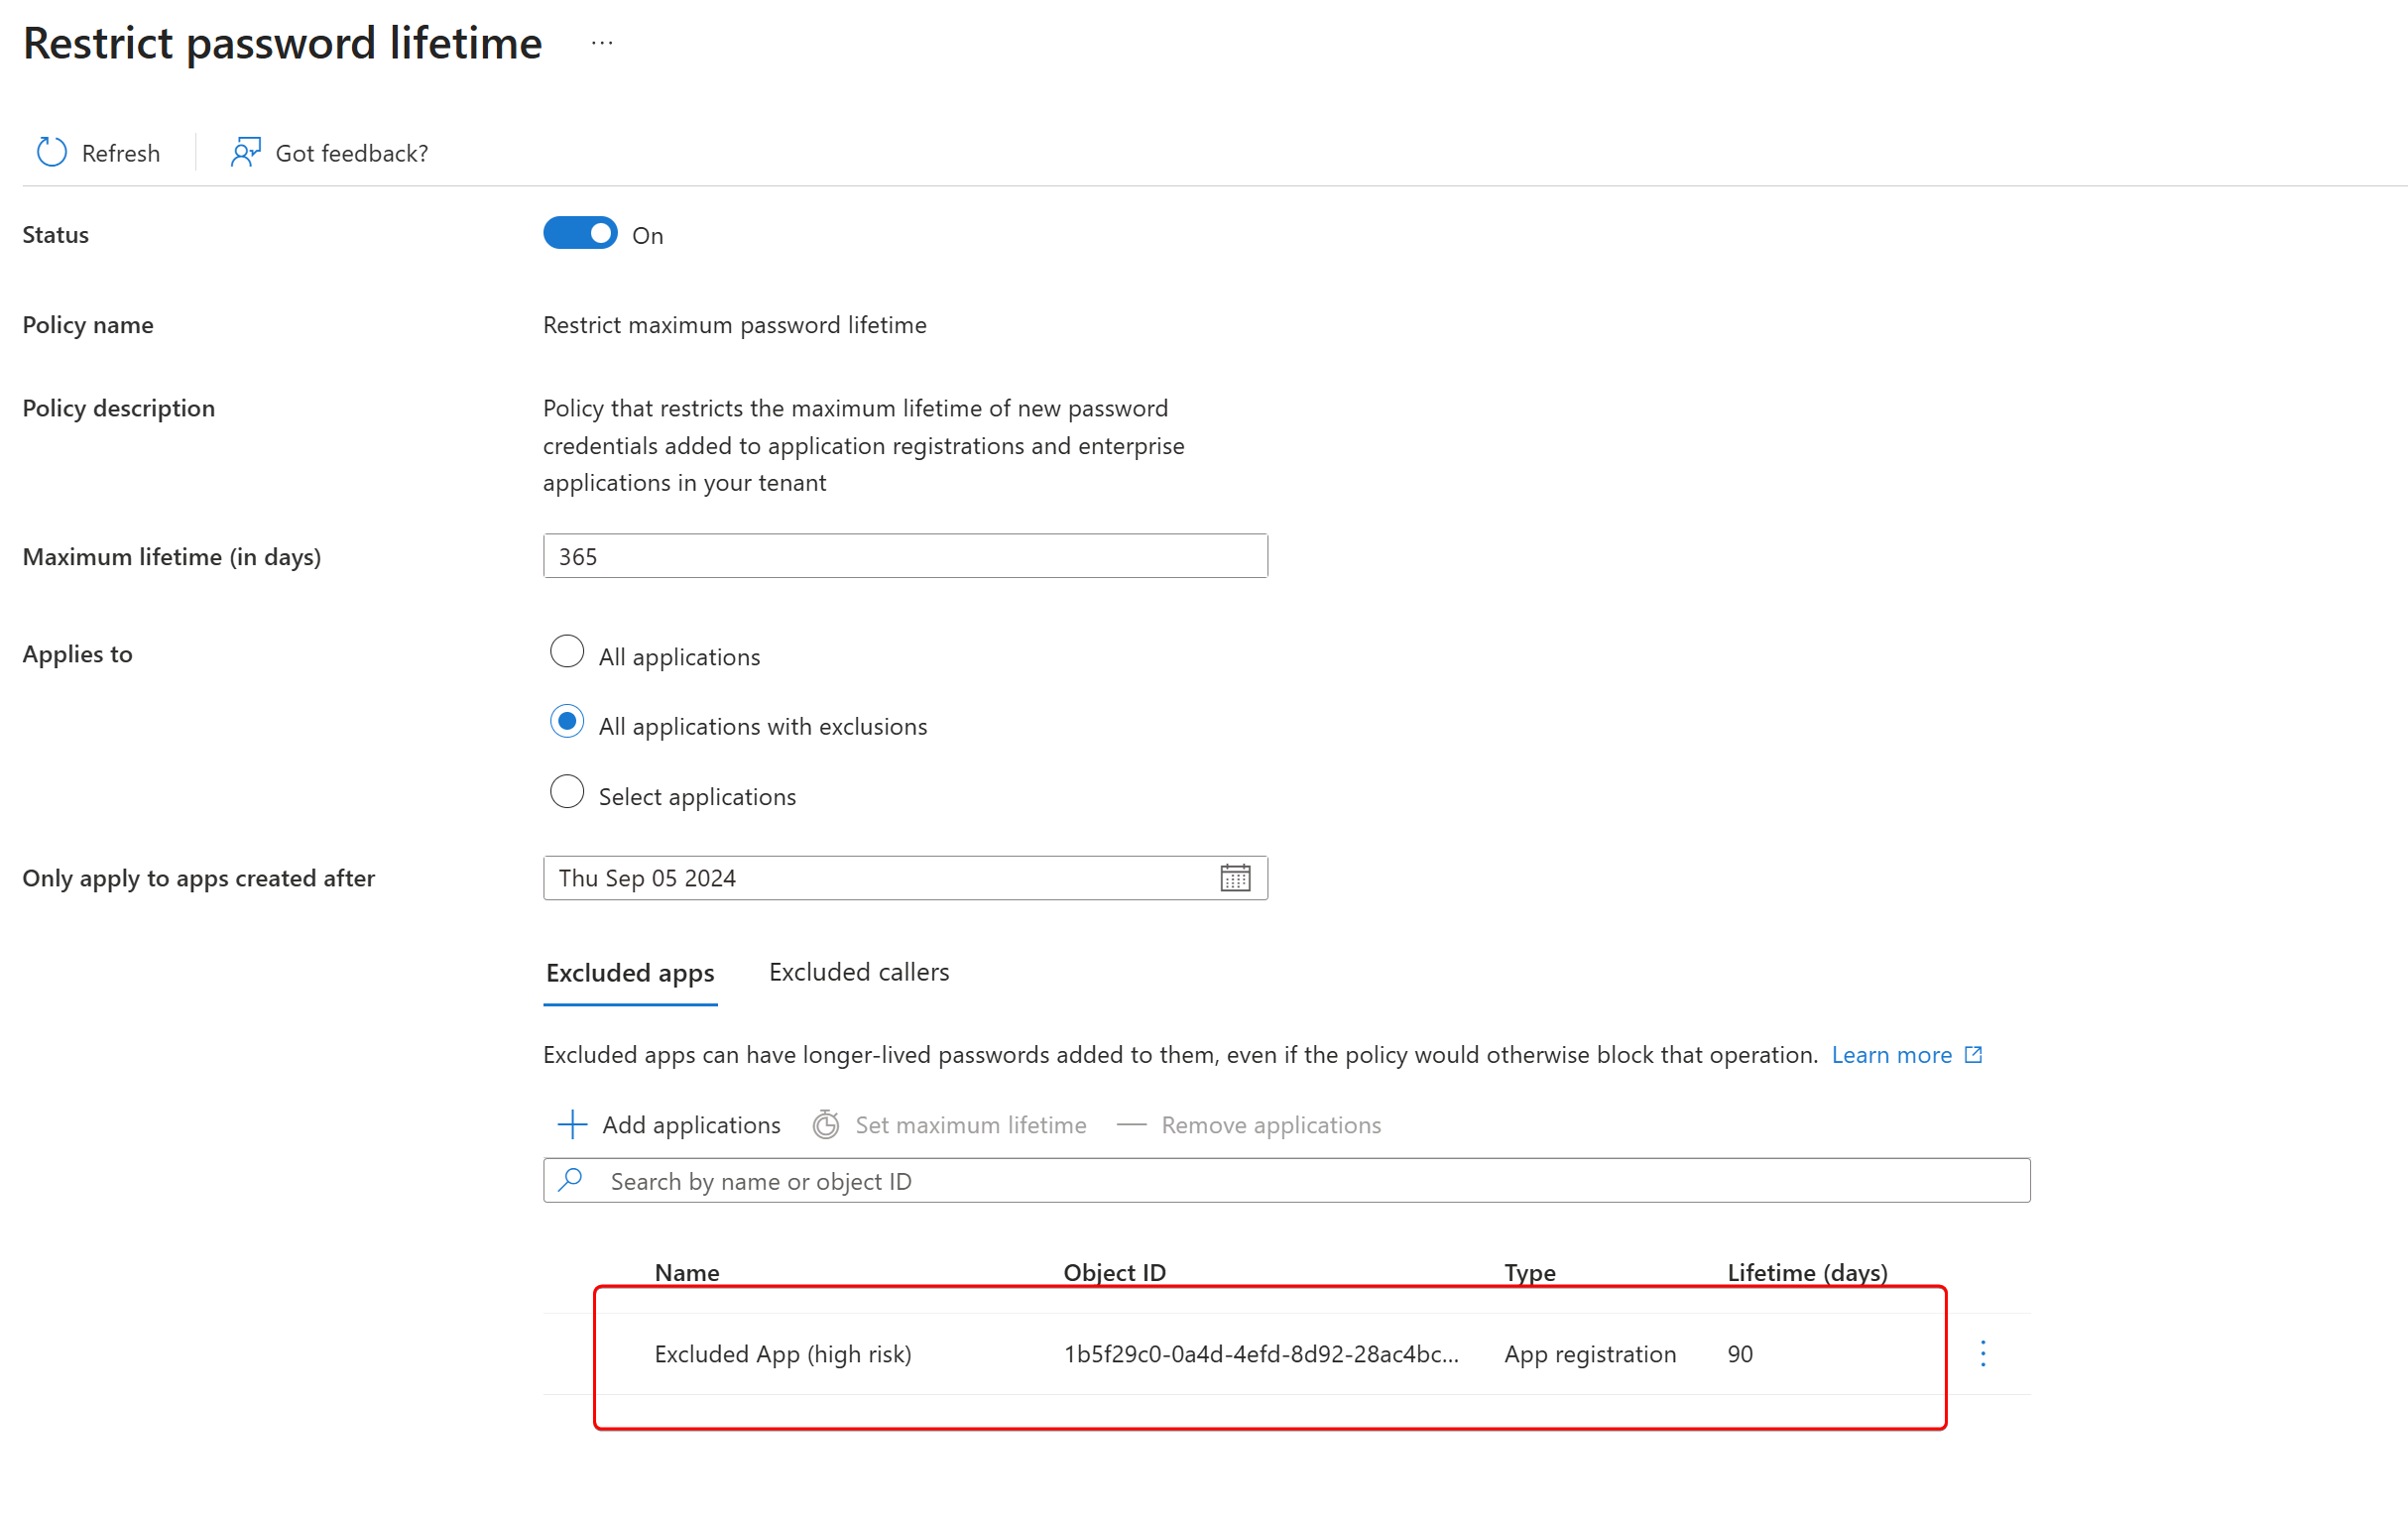 Restrict password lifetime ...
Refresh Got feedback?
Status On
Policy name Restrict maximum password lifetime
Policy description Policy that restricts the maximum lifetime of new password
credentials added to application registrations and enterprise
applications in your tenant
Maximum lifetime (in days) 365
Applies to All applications
All applications with exclusions
Select applications
Only apply to apps created after Thu Sep 05 2024
Excluded apps Excluded callers
Excluded apps can have longer-lived passwords added to them, even if the policy would otherwise block that operation. Learn more
Add applications Set maximum lifetime Remove applications
Search by name or object ID
Name Object ID Type Lifetime (days)
Excluded App (high risk) 1b5f29c0-0a4d-4efd-8d92-28ac4bc... App registration 90